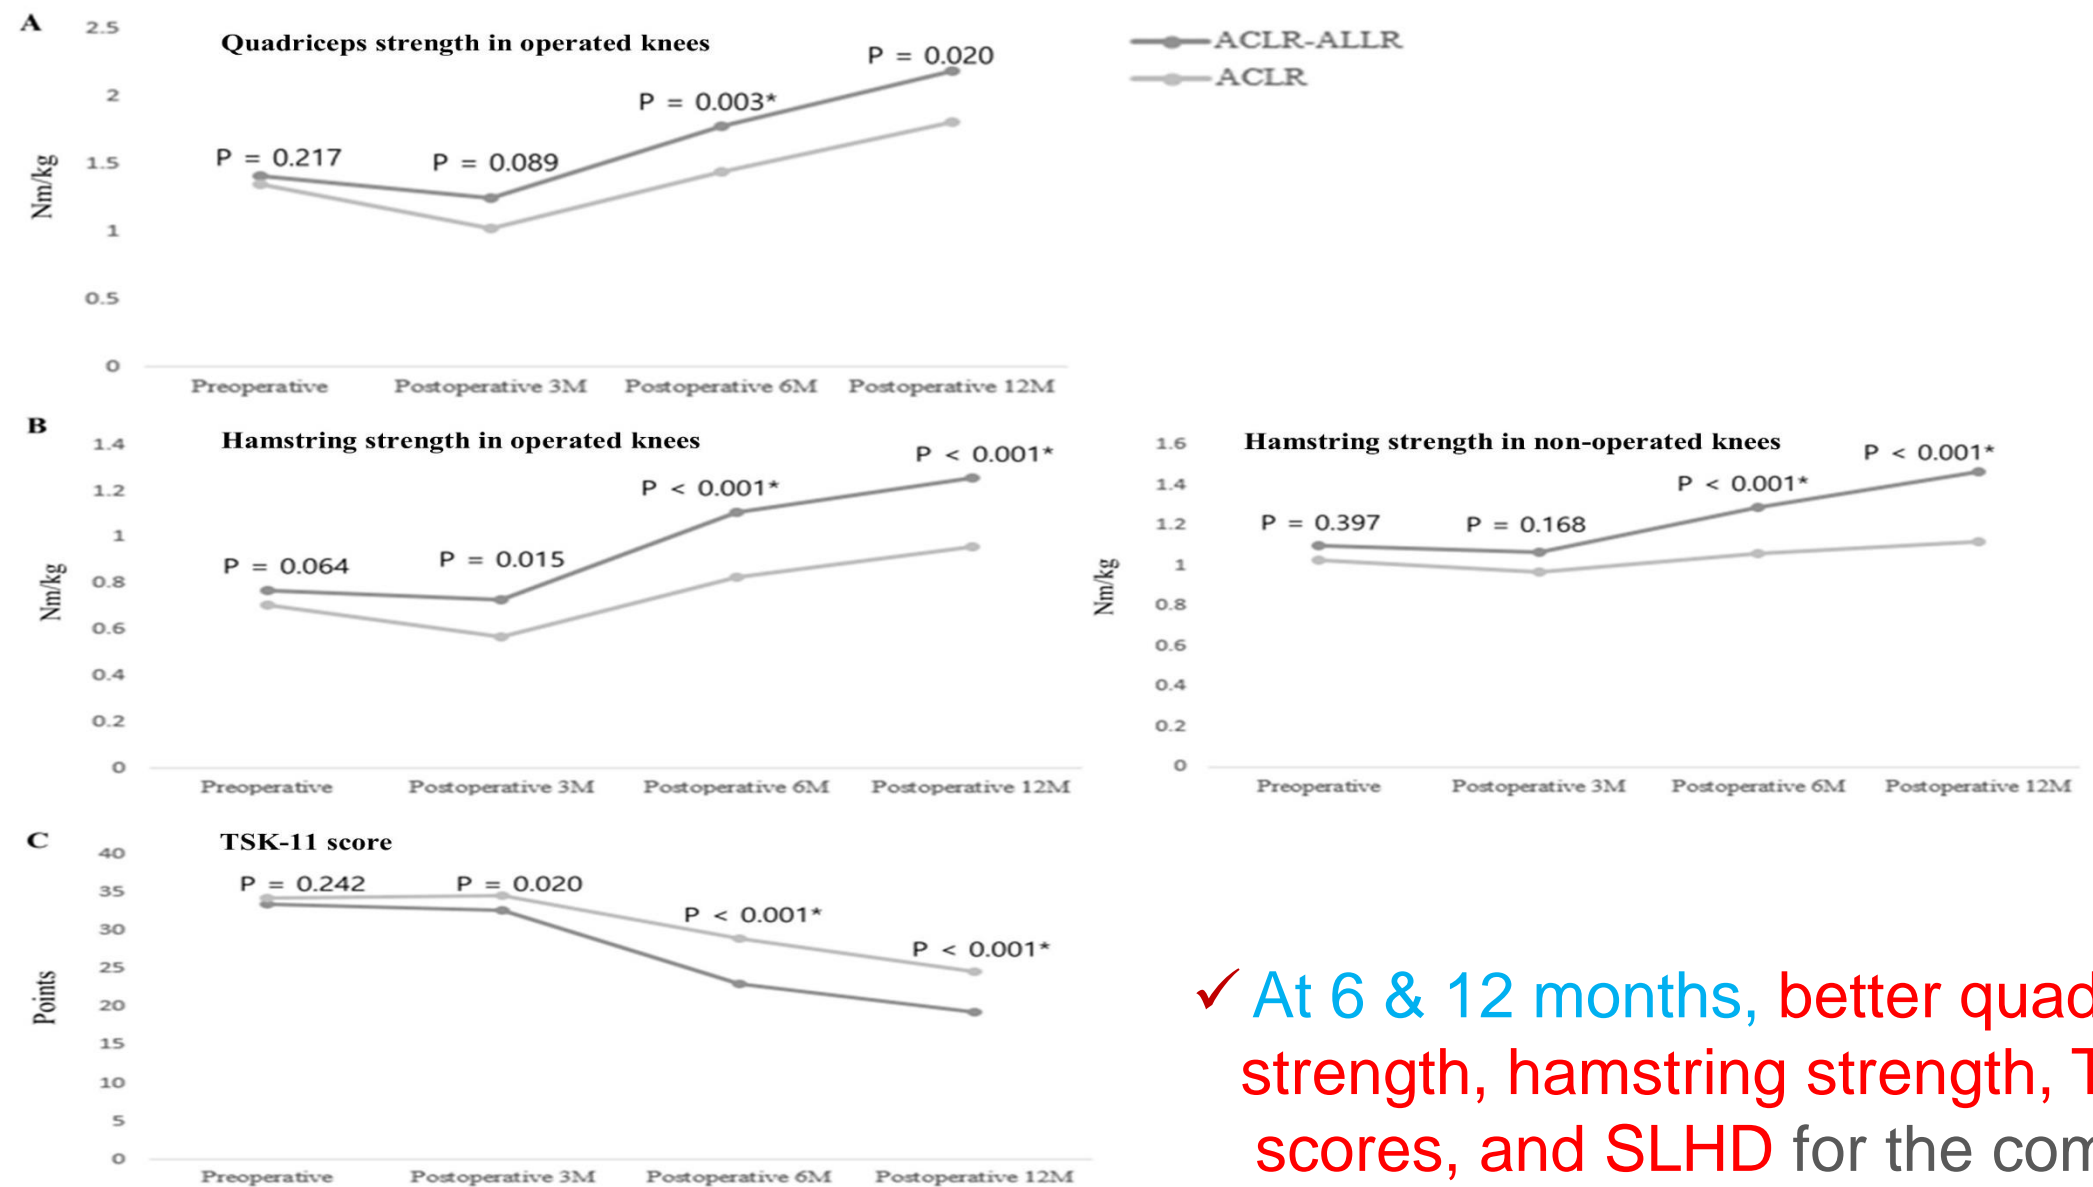 A
Quadriceps strength in operated knees
ACLR-ALLR
ACLR
2.5
2
1.5
1
0.5
0
Nm/kg
P = 0.217
P = 0.089
P = 0.003*
P = 0.020
Preoperative Postoperative 3M Postoperative 6M Postoperative 12M
B
Hamstring strength in operated knees
1.4
1.2
1
0.8
0.6
0.4
0.2
0
Nm/kg
P = 0.064
P = 0.015
P < 0.001*
P < 0.001*
Preoperative Postoperative 3M Postoperative 6M Postoperative 12M
Hamstring strength in non-operated knees
1.6
1.4
1.2
1
0.8
0.6
0.4
0.2
0
Nm/kg
P = 0.397
P = 0.168
P < 0.001*
P < 0.001*
Preoperative Postoperative 3M Postoperative 6M Postoperative 12M
C
TSK-11 score
40
35
30
25
20
15
10
5
0
Points
P = 0.242
P = 0.020
P < 0.001*
P < 0.001*
Preoperative Postoperative 3M Postoperative 6M Postoperative 12M
✓ At 6 & 12 months, better quad
strength, hamstring strength,
scores, and SLHD for the